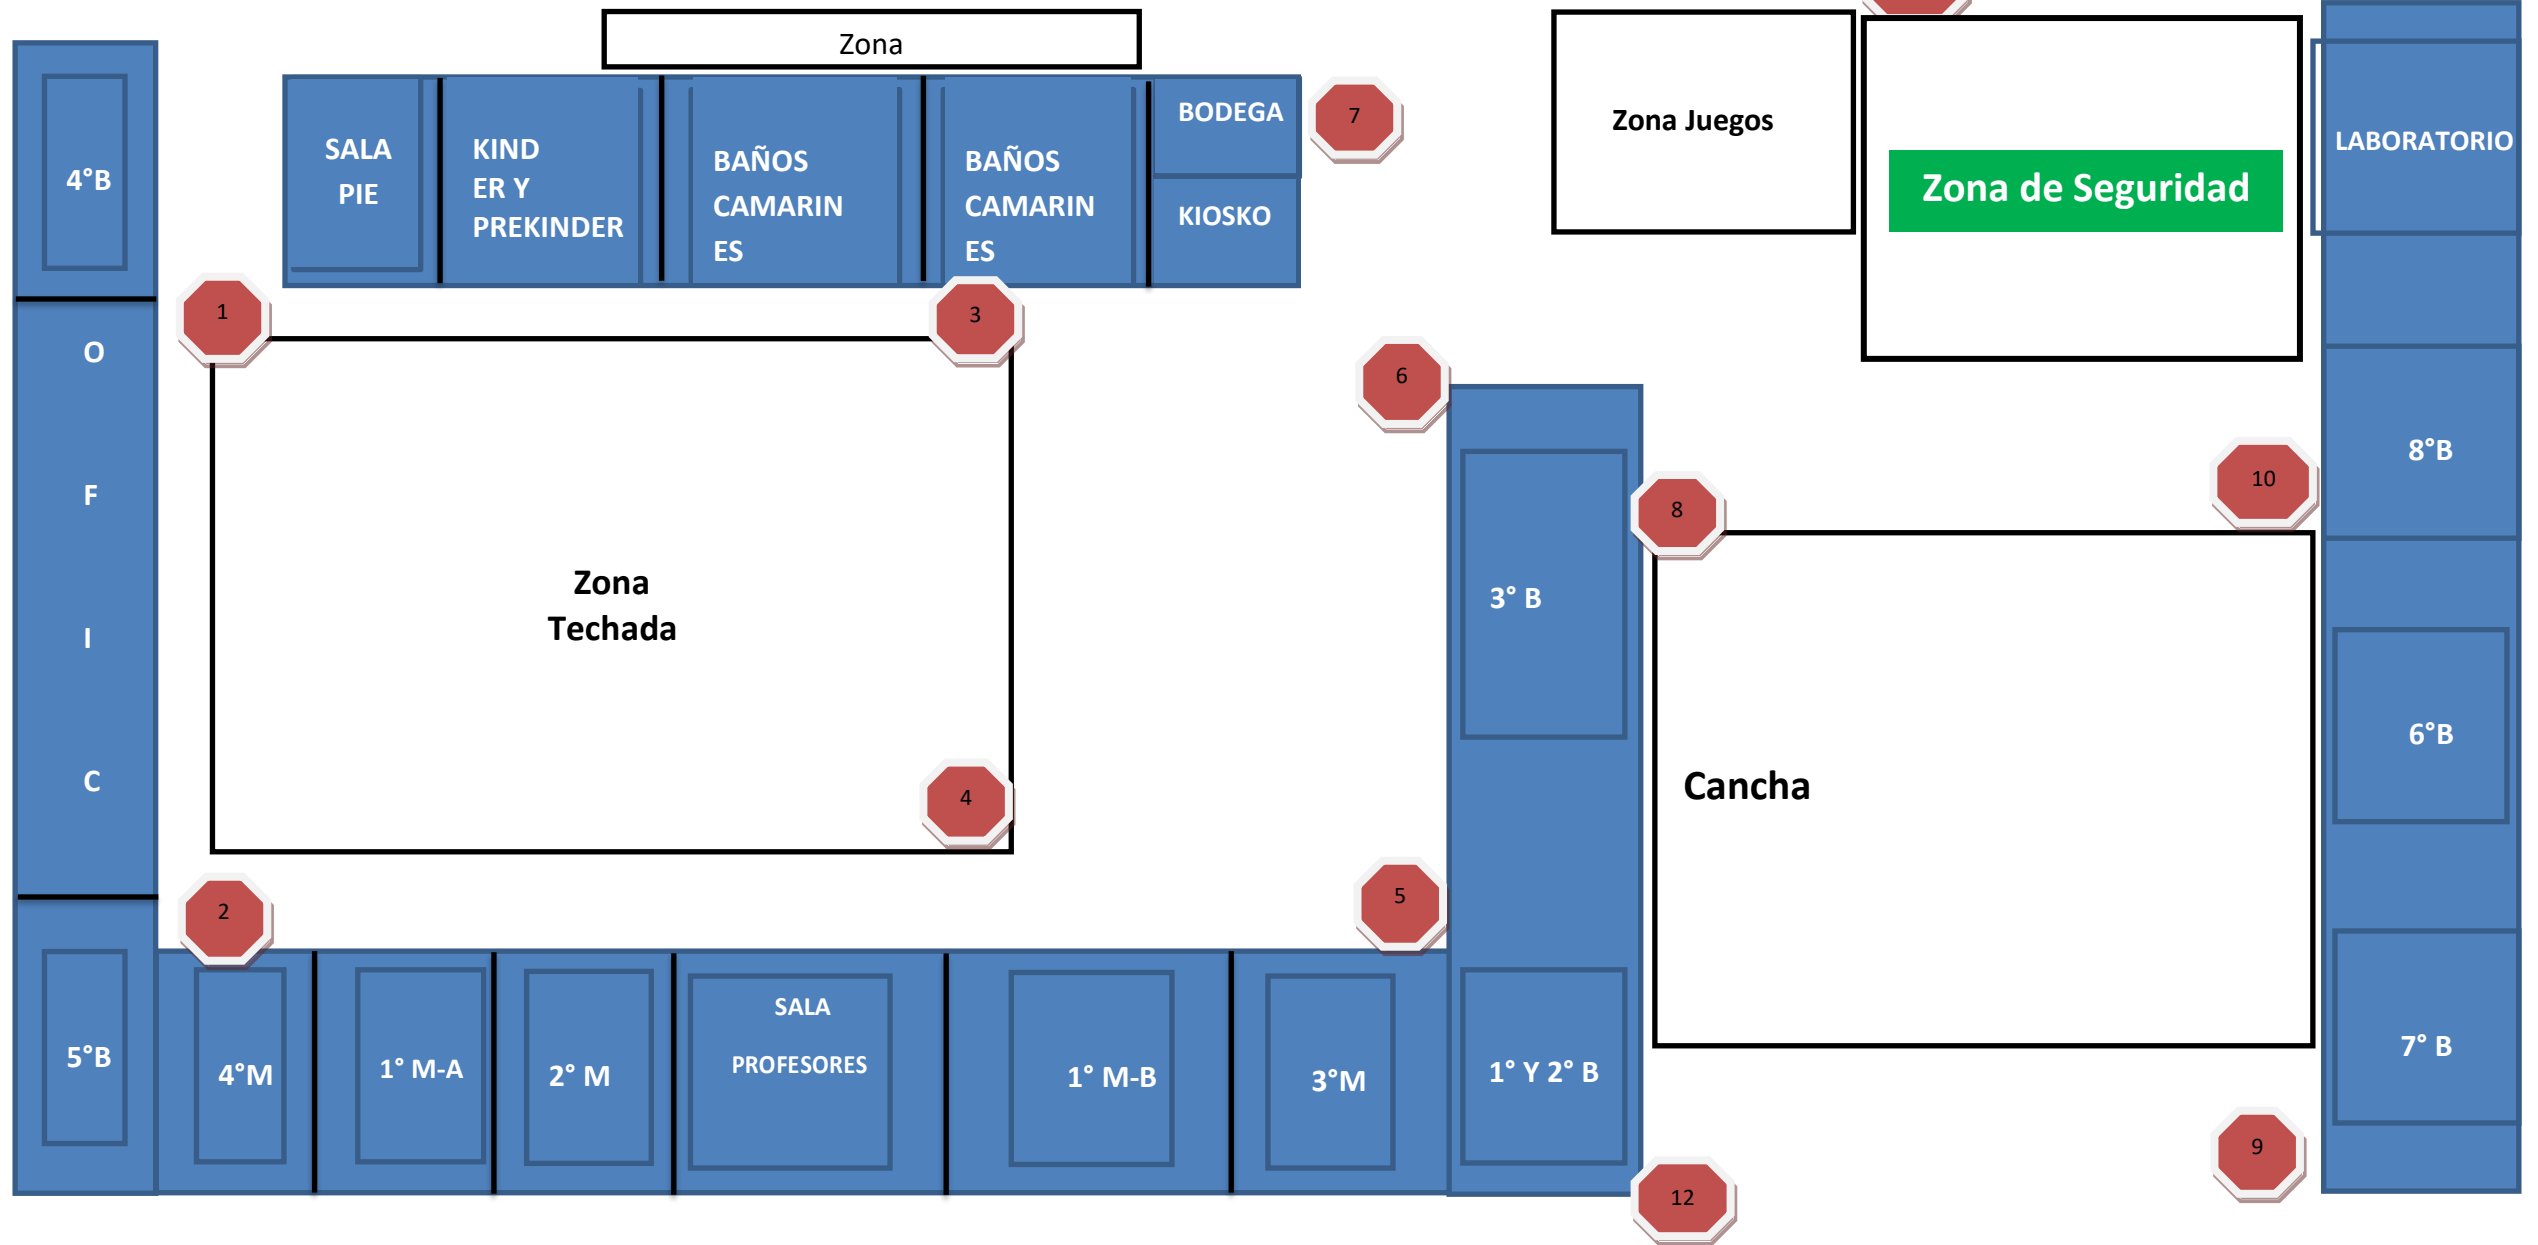 Zona
4°B
SALA
PIE
KIND
ER Y
PREKINDER
BAÑOS
CAMARIN
ES
BAÑOS
CAMARIN
ES
BODEGA
KIOSKO
7
Zona Juegos
Zona de Seguridad
LABORATORIO
1
3
O
F
I
C
6
8°B
10
8
Zona
Techada
3° B
6°B
4
Cancha
5
2
SALA
PROFESORES
5°B
4°M
1° M-A
2° M
1° M-B
3°M
1° Y 2° B
7° B
9
12